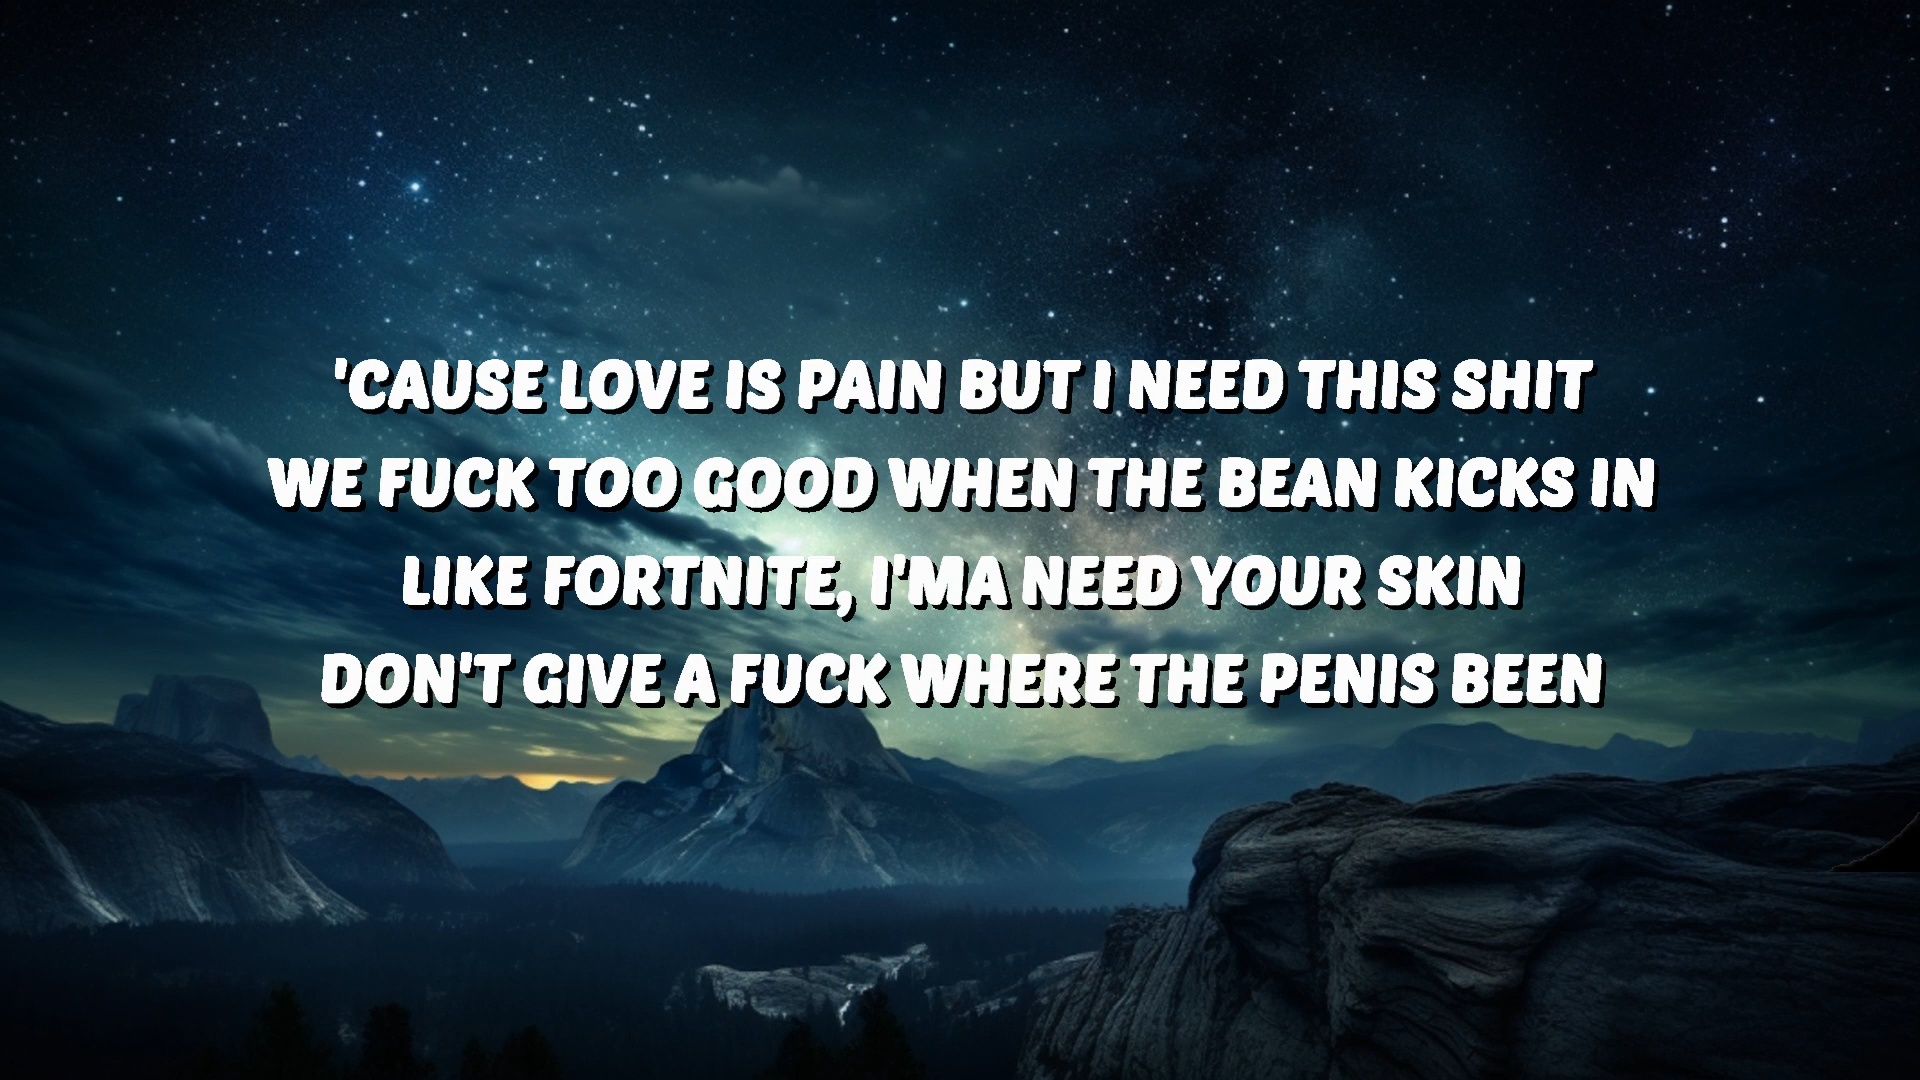 'CAUSE LOVE IS PAIN BUT I NEED THIS SHIT
WE FUCK TOO GOOD WHEN THE BEAN KICKS IN
LIKE FORTNITE, I'MA NEED YOUR SKIN
DON'T GIVE A FUCK WHERE THE PENIS BEEN